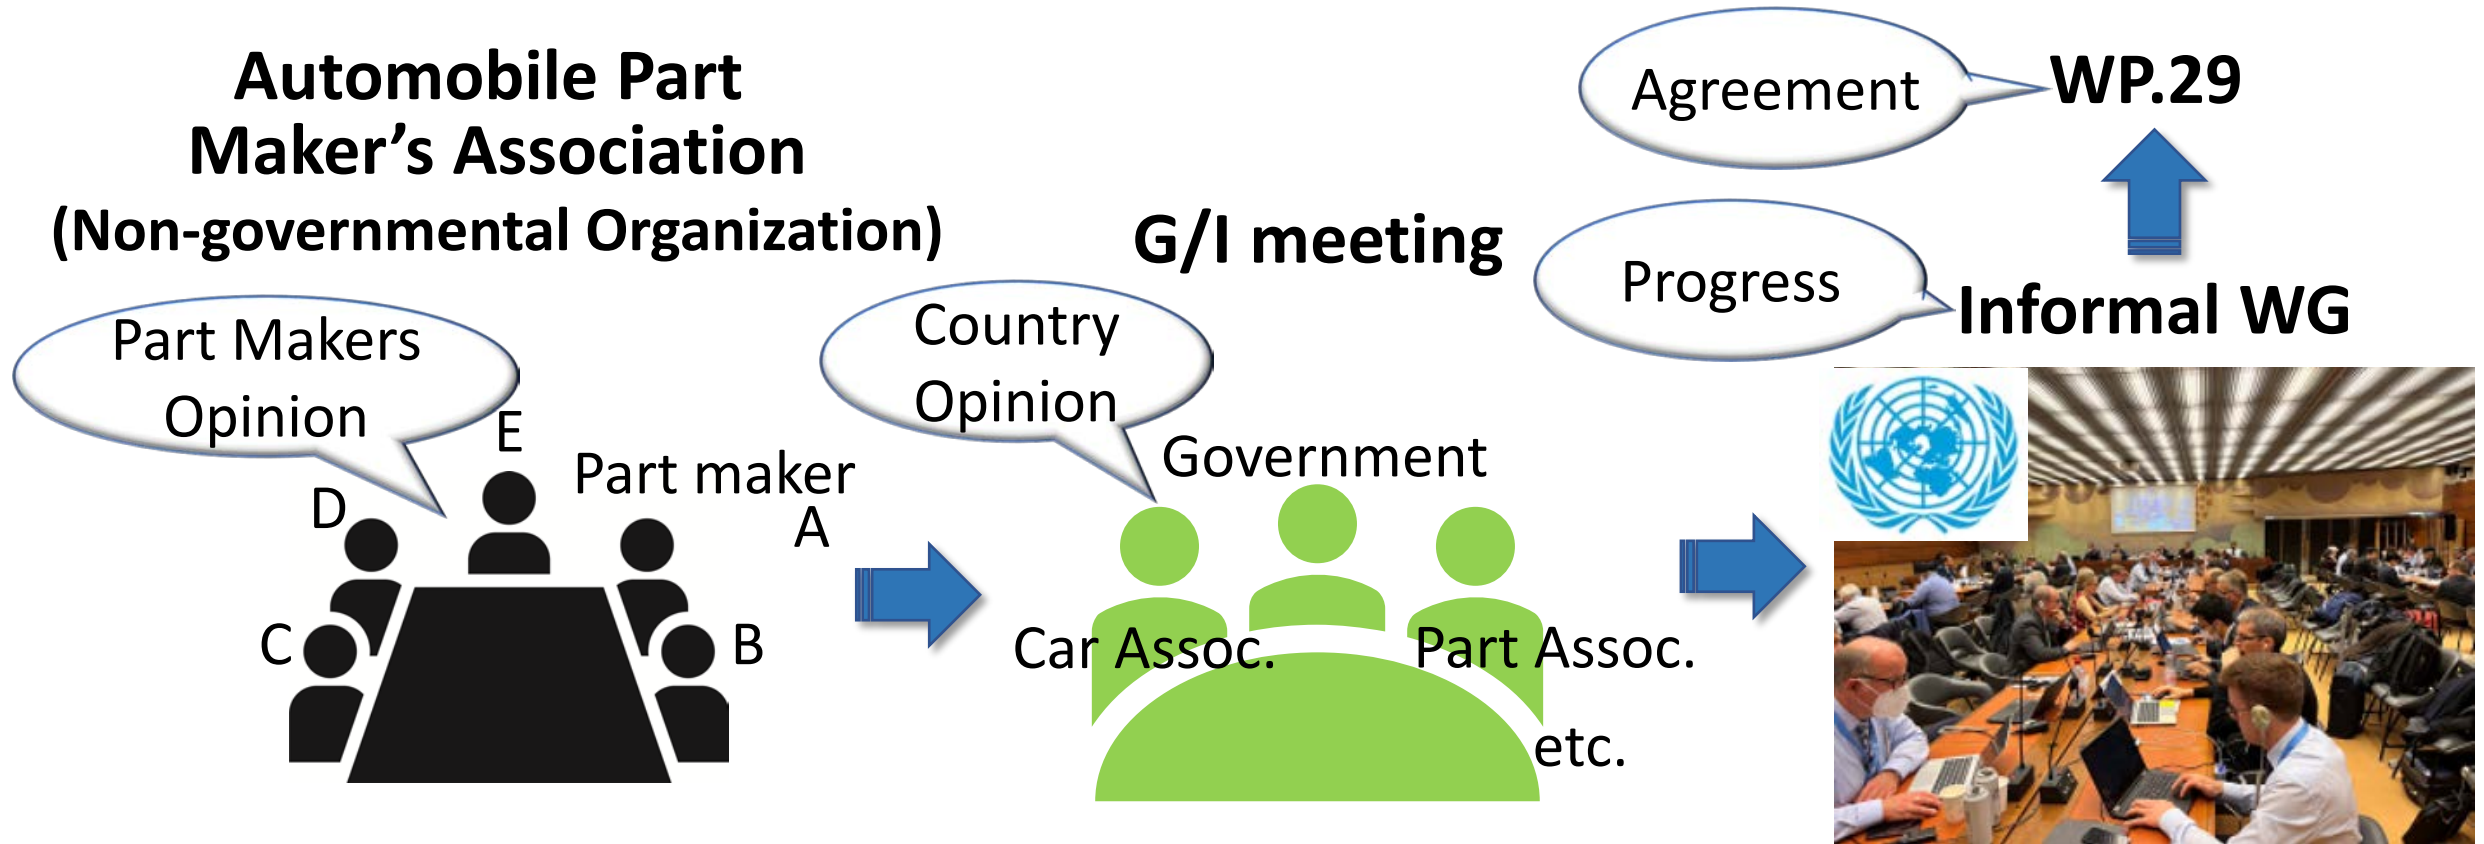 Automobile Part
Maker’s Association
(Non-governmental Organization)
Part Makers
Opinion
E
D
Part maker
A
C
B
G/I meeting
Country
Opinion
Government
Car Assoc.
Part Assoc.
etc.
Agreement
WP.29
Progress
Informal WG